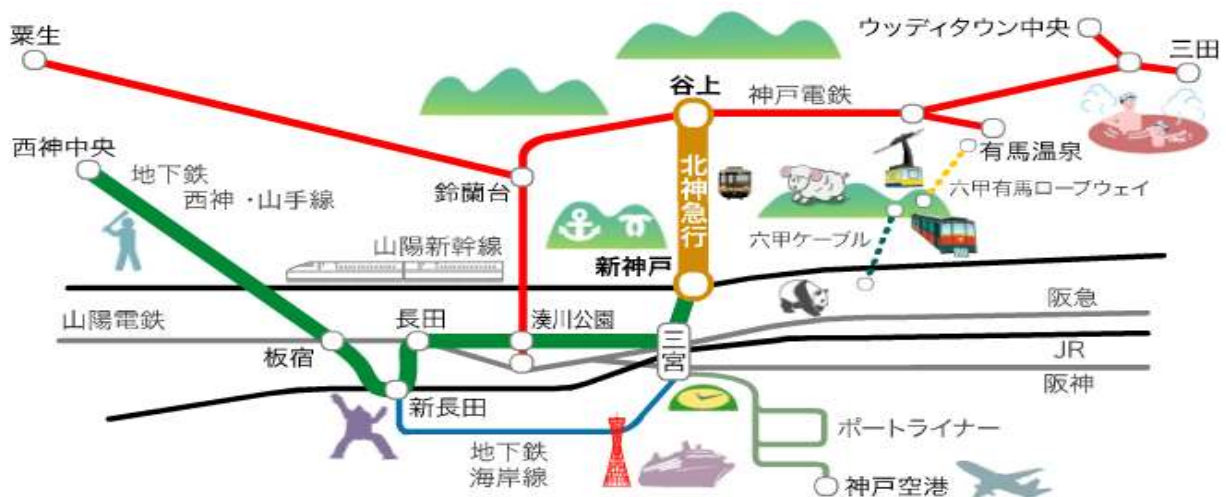 ウッディタウン中央
粟生
三田
谷上
神戸電鉄
西神中央
地下鉄
西神・山手線
鈴蘭台
有馬温泉
北神急行
六甲有馬ロープウェイ
山陽新幹線
六甲ケーブル
新神戸
阪急
山陽電鉄
長田
湊川公園
三宮
板宿
JR
阪神
新長田
地下鉄
海岸線
ポートライナー
神戸空港